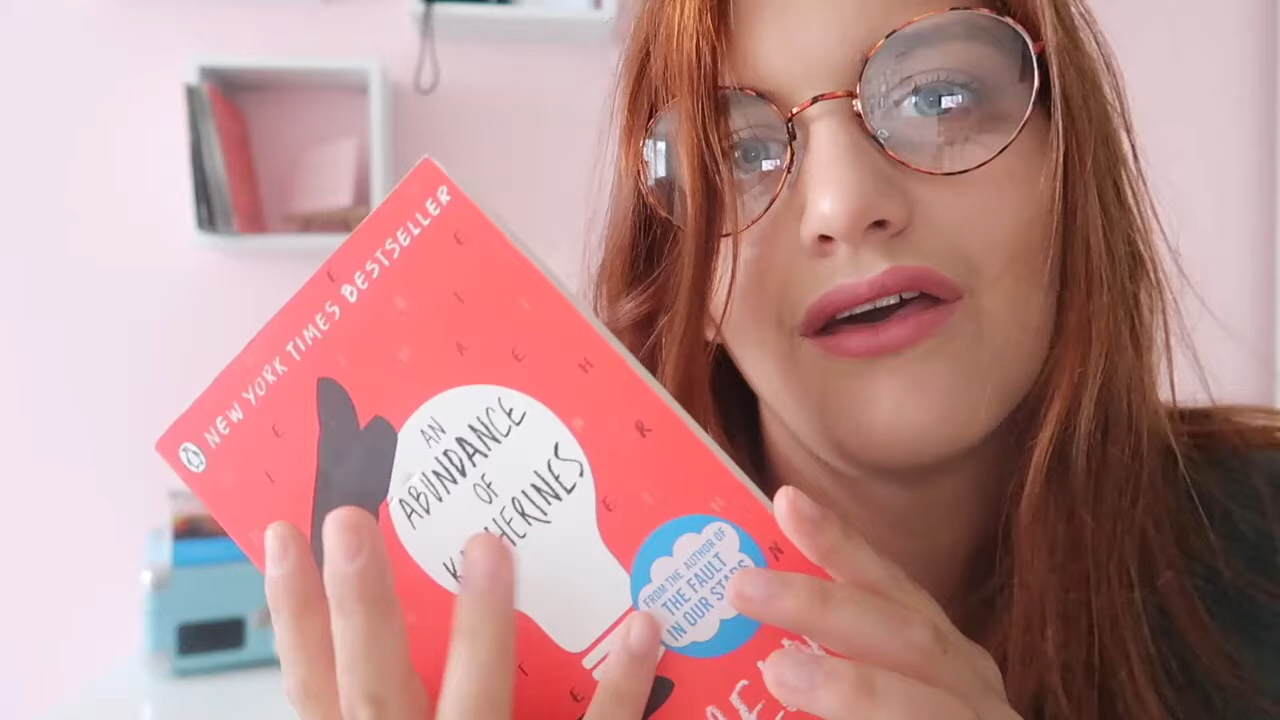 NEW YORK TIMES BESTSELLER
AN
ABUNDANCE
OF
FROM THE AUTHOR OF
THE FAULT
IN OUR STARS